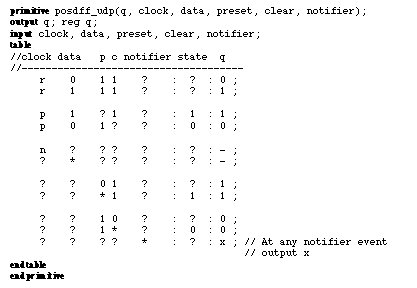 primitive posdff_udp(q, clock, data, preset, clear, notifier);
output q; reg q;
input clock, data, preset, clear, notifier;
table
//clock data   p c notifier state  q
//-------------------------------------
    r    0    1 1    ?    : ? : 0 ;
    r    1    1 1    ?    : ? : 1 ;
    p    1    ? 1    ?    : 1 : 1 ;
    p    0    1 ?    ?    : 0 : 0 ;
    n    ?    ? ?    ?    : ? : - ;
    ?    *    ? ?    ?    : ? : - ;
    ?    ?    0 1    ?    : ? : 1 ;
    ?    ?    * 1    ?    : 1 : 1 ;
    ?    ?    1 0    ?    : ? : 0 ;
    ?    ?    1 *    ?    : 0 : 0 ;
    ?    ?    ? ?    *    : ? : x ; // At any notifier event
                                    // output x
endtable
endprimitive